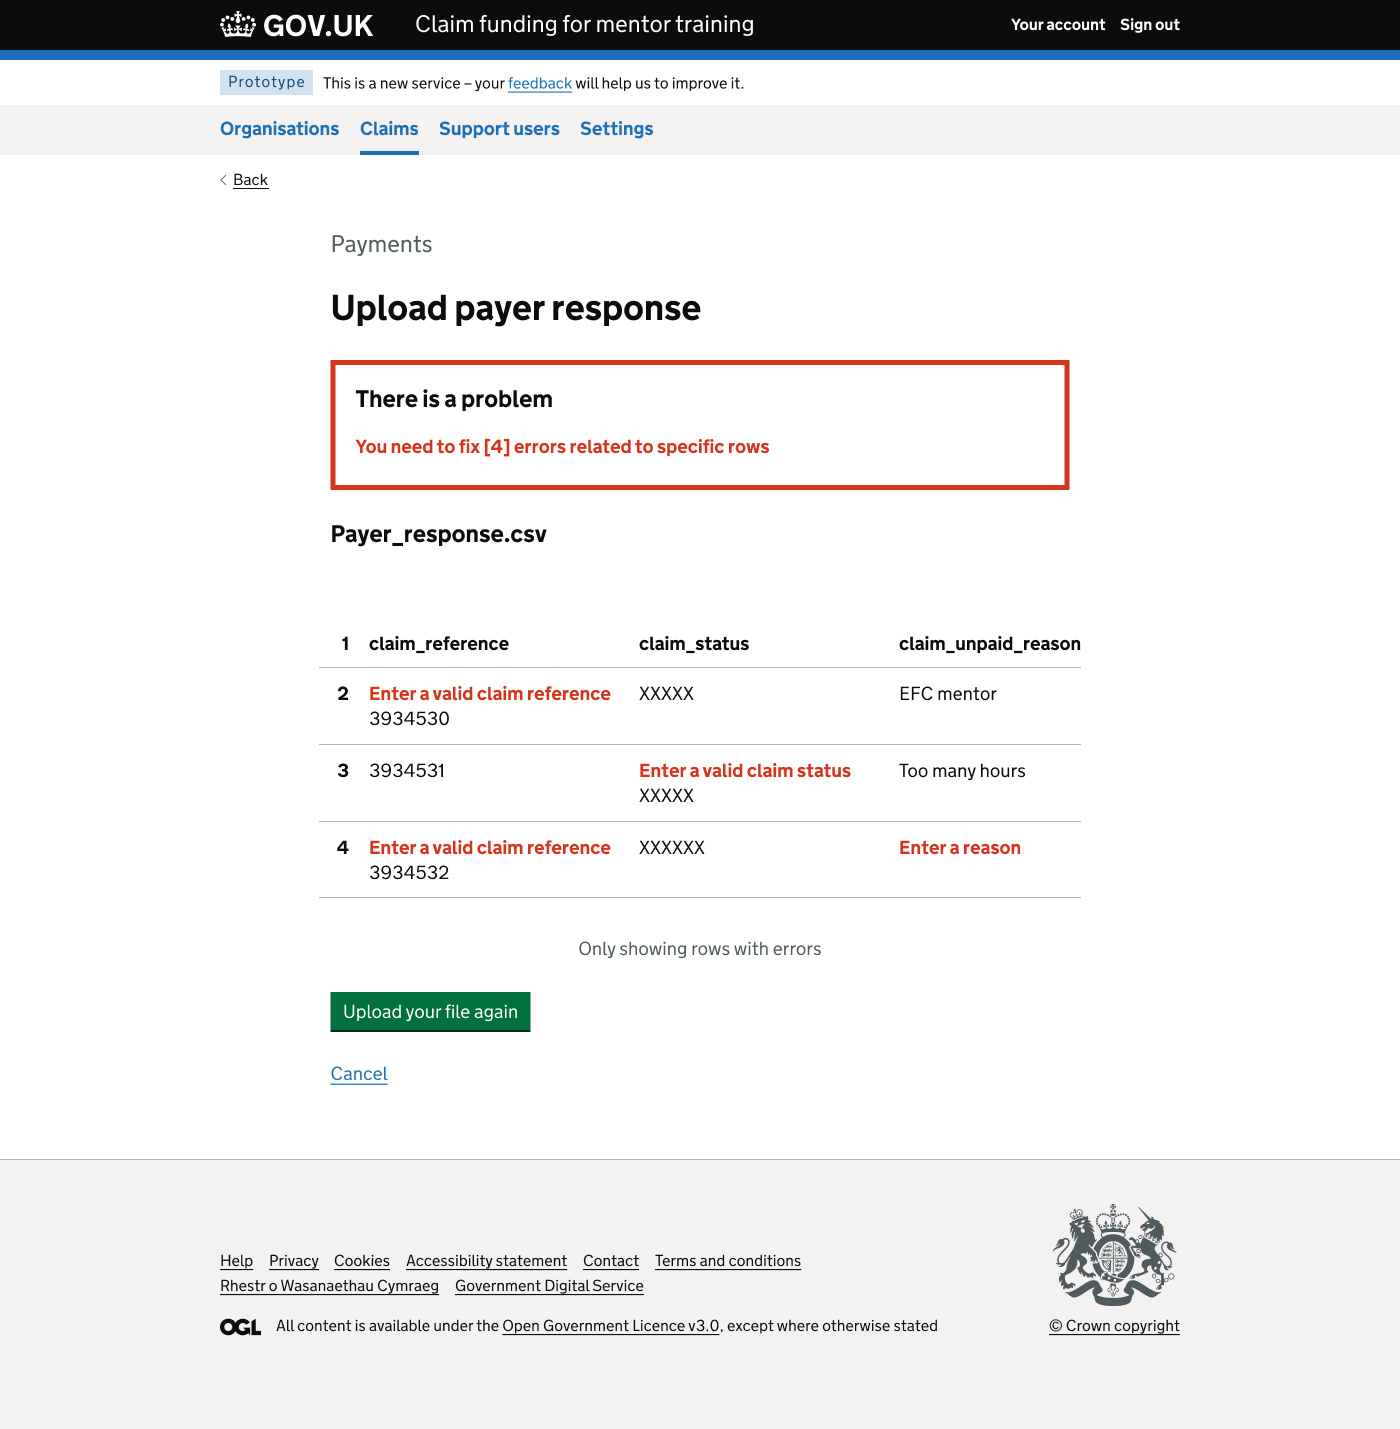 GOV.UK Claim funding for mentor training Your account Sign out
Prototype This is a new service – your feedback will help us to improve it.
Organisations Claims Support users Settings
Back
Payments
Upload payer response
There is a problem
You need to fix [4] errors related to specific rows
Payer_response.csv
1 claim_reference claim_status claim_unpaid_reason
2 Enter a valid claim reference XXXXX EFC mentor
3934530
3 3934531 Enter a valid claim status Too many hours
XXXXX
4 Enter a valid claim reference XXXXXX Enter a reason
3934532
Only showing rows with errors
Upload your file again
Cancel
Help Privacy Cookies Accessibility statement Contact Terms and conditions
Rhestr o Wasanaethau Cymraeg Government Digital Service
OGL All content is available under the Open Government Licence v3.0, except where otherwise stated © Crown copyright